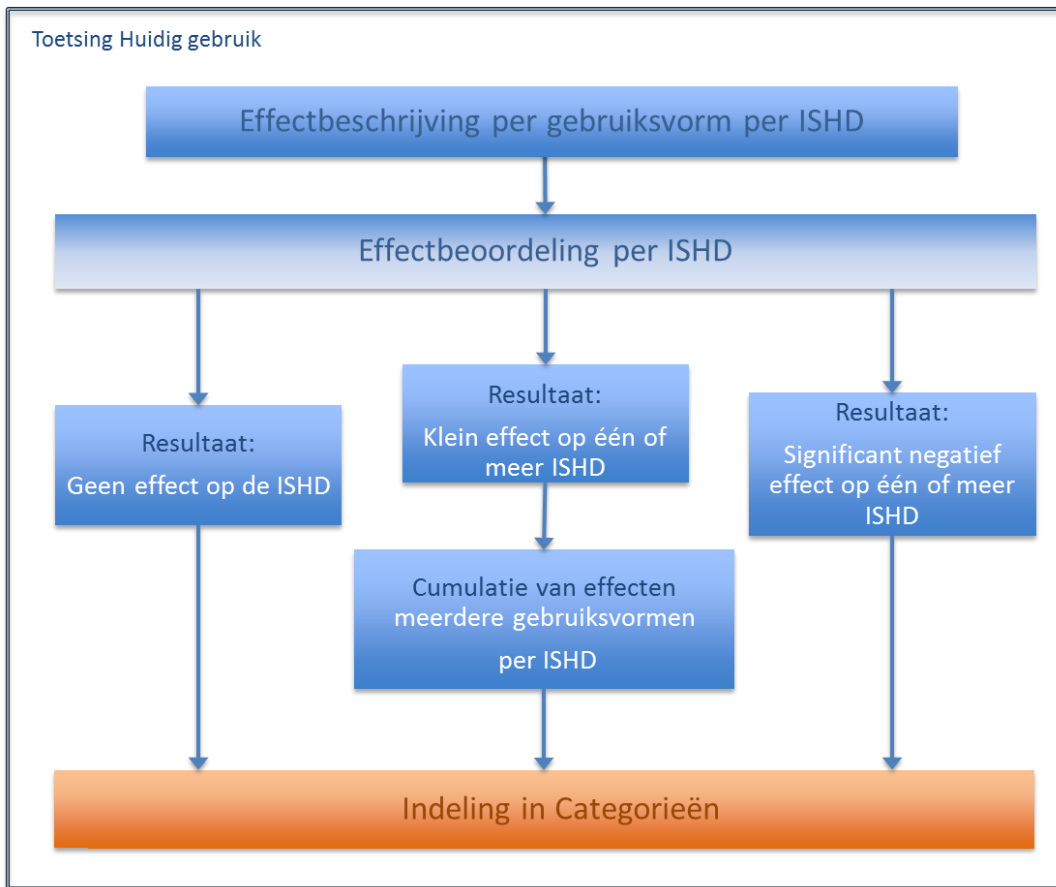 Toetsing Huidig gebruik
Effectbeschrijving per gebruiksvorm per ISHD
Effectbeoordeling per ISHD
Resultaat:
Geen effect op de ISHD
Resultaat:
Klein effect op één of
meer ISHD
Resultaat:
Significant negatief
effect op één of meer
ISHD
Cumulatie van effecten
meerdere gebruiksvormen
per ISHD
Indeling in Categorieën